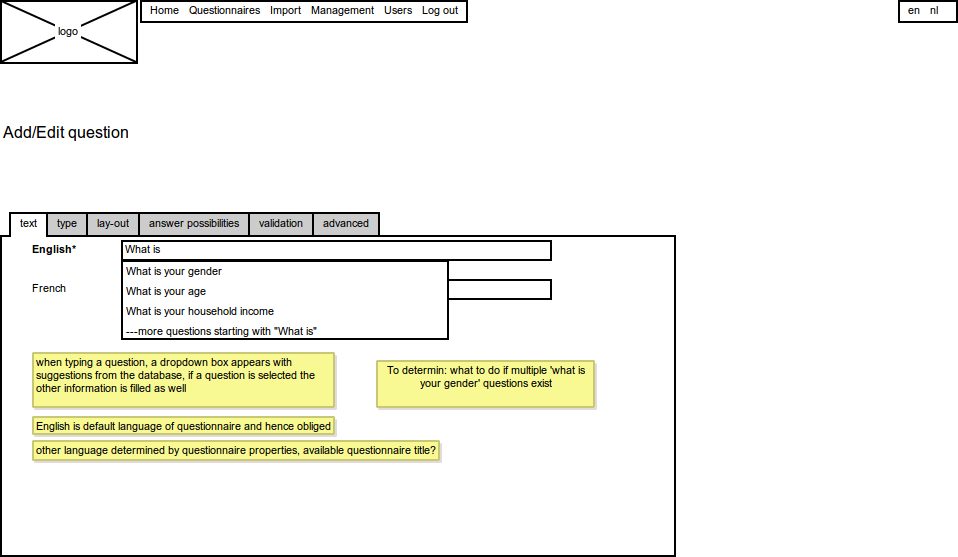 logo
Home Questionnaires Import Management Users Log out
en nl
Add/Edit question
text type lay-out answer possibilities validation advanced
English* What is
What is your gender
French
What is your age
What is your household income
---more questions starting with "What is"
when typing a question, a dropdown box appears with
suggestions from the database, if a question is selected the
other information is filled as well
To determin: what to do if multiple 'what is
your gender' questions exist
English is default language of questionnaire and hence obliged
other language determined by questionnaire properties, available questionnaire title?